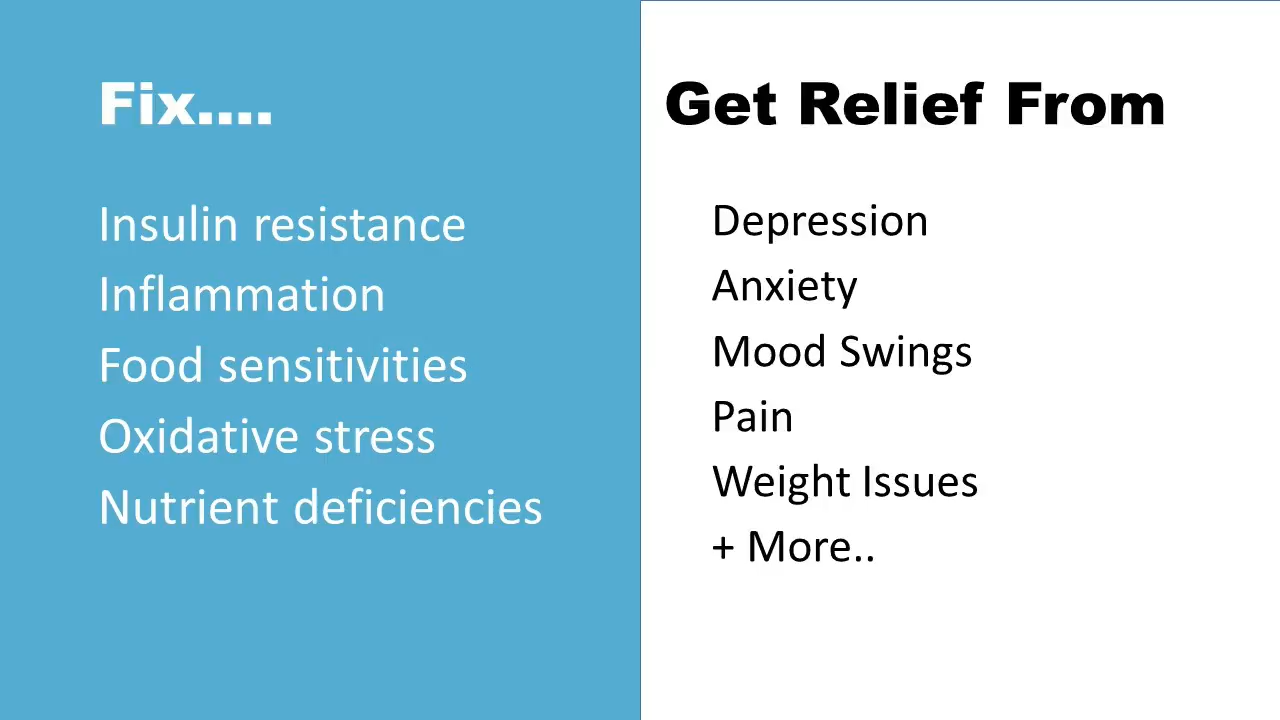 Fix....
Insulin resistance
Inflammation
Food sensitivities
Oxidative stress
Nutrient deficiencies
Get Relief From
Depression
Anxiety
Mood Swings
Pain
Weight Issues
+ More..